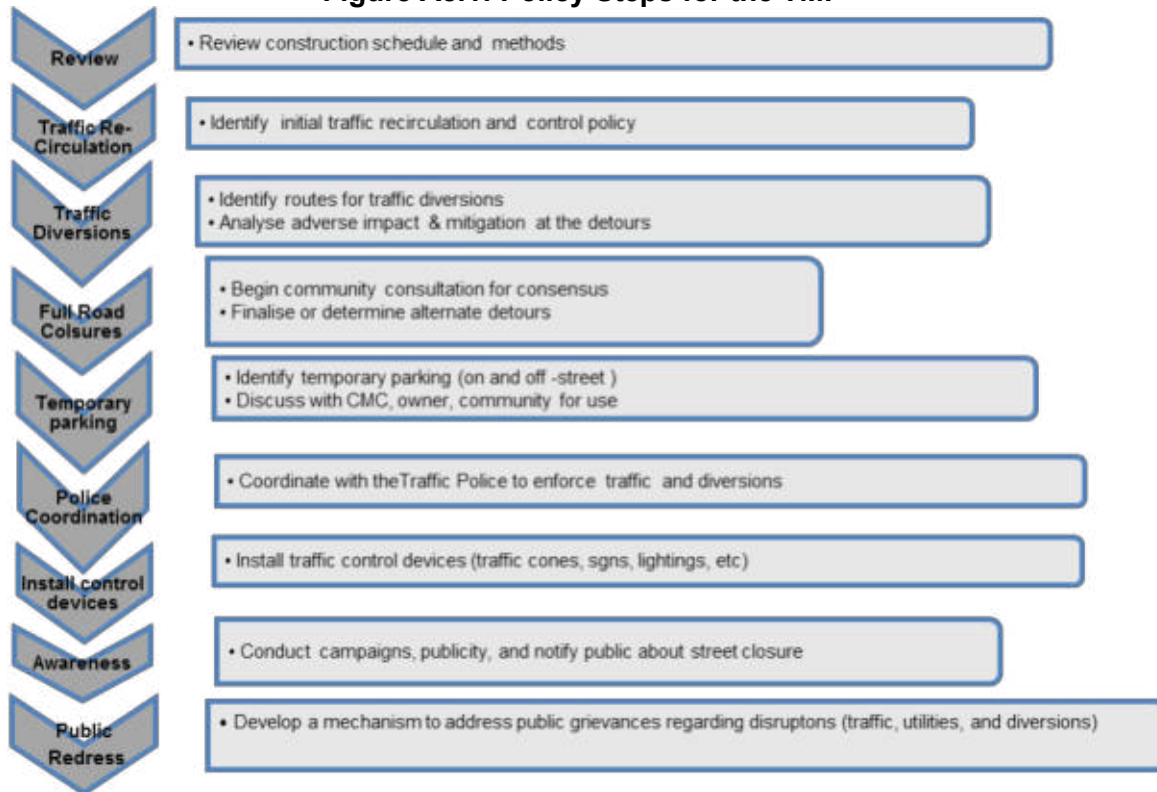 Review
• Review construction schedule and methods
Traffic Re-
Circulation
• Identify initial traffic recirculation and control policy
Traffic
Diversions
• Identify routes for traffic diversions
• Analyse adverse impact & mitigation at the detours
Full Road
Colsures
• Begin community consultation for consensus
• Finalise or determine alternate detours
Temporary
parking
• Identify temporary parking (on and off -street )
• Discuss with CMC, owner, community for use
Police
Coordination
• Coordinate with theTraffic Police to enforce traffic and diversions
Install control
devices
• Install traffic control devices (traffic cones, sgns, lightings, etc)
Awareness
• Conduct campaigns, publicity, and notify public about street closure
Public
Redress
• Develop a mechanism to address public grievances regarding disruptons (traffic, utilities, and diversions)